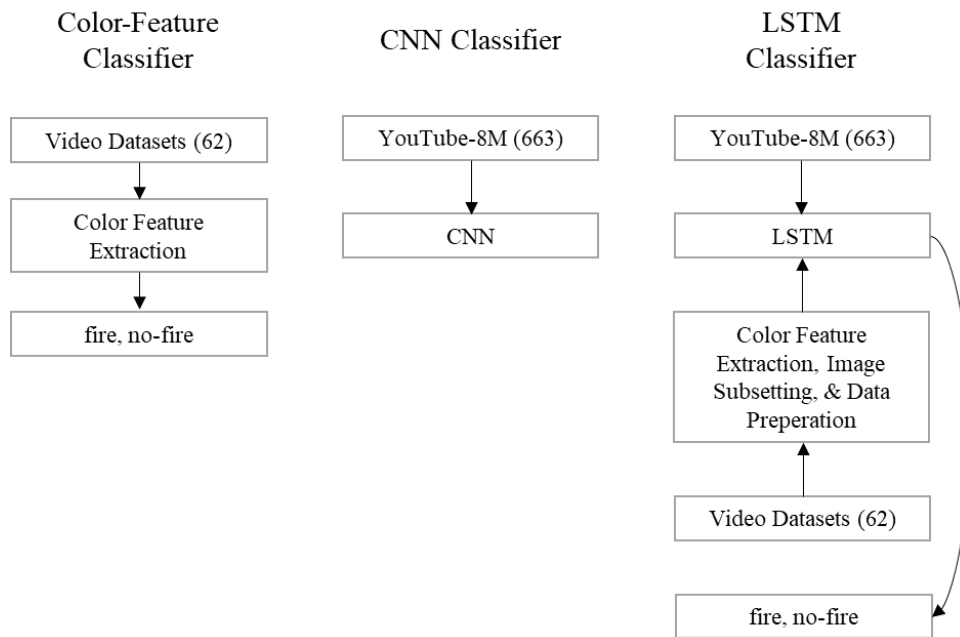 Color-Feature
Classifier
Video Datasets (62)
Color Feature
Extraction
fire, no-fire
CNN Classifier
YouTube-8M (663)
CNN
LSTM
Classifier
YouTube-8M (663)
LSTM
Color Feature
Extraction, Image
Subsetting, & Data
Preperation
Video Datasets (62)
fire, no-fire